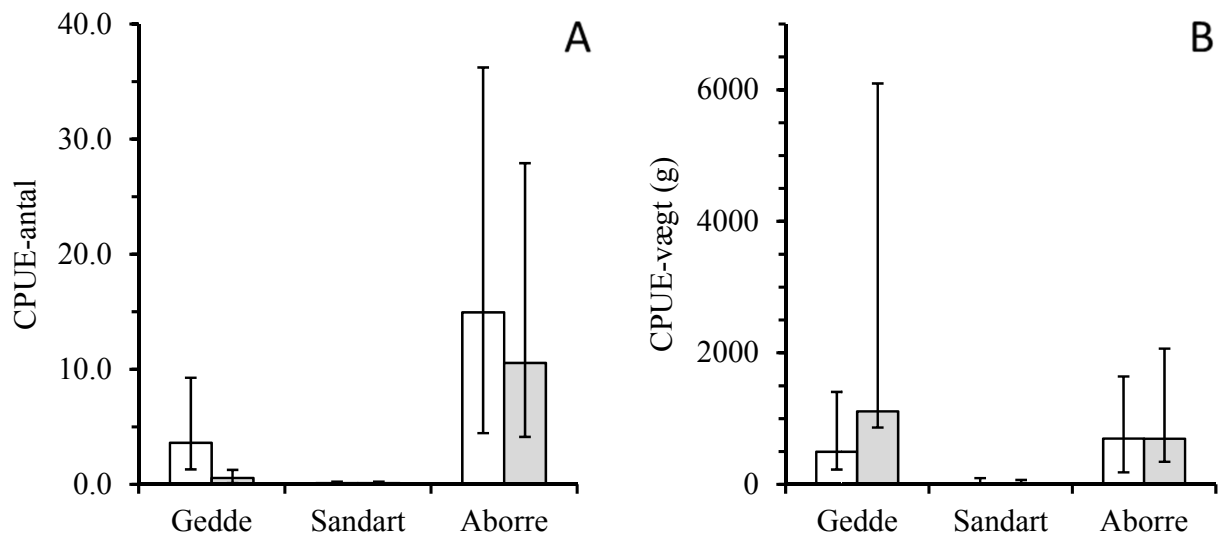 A
CPUE-antal
40.0
30.0
20.0
10.0
0.0
Gedde Sandart Aborre
B
CPUE-vægt (g)
6000
4000
2000
0
Gedde Sandart Aborre